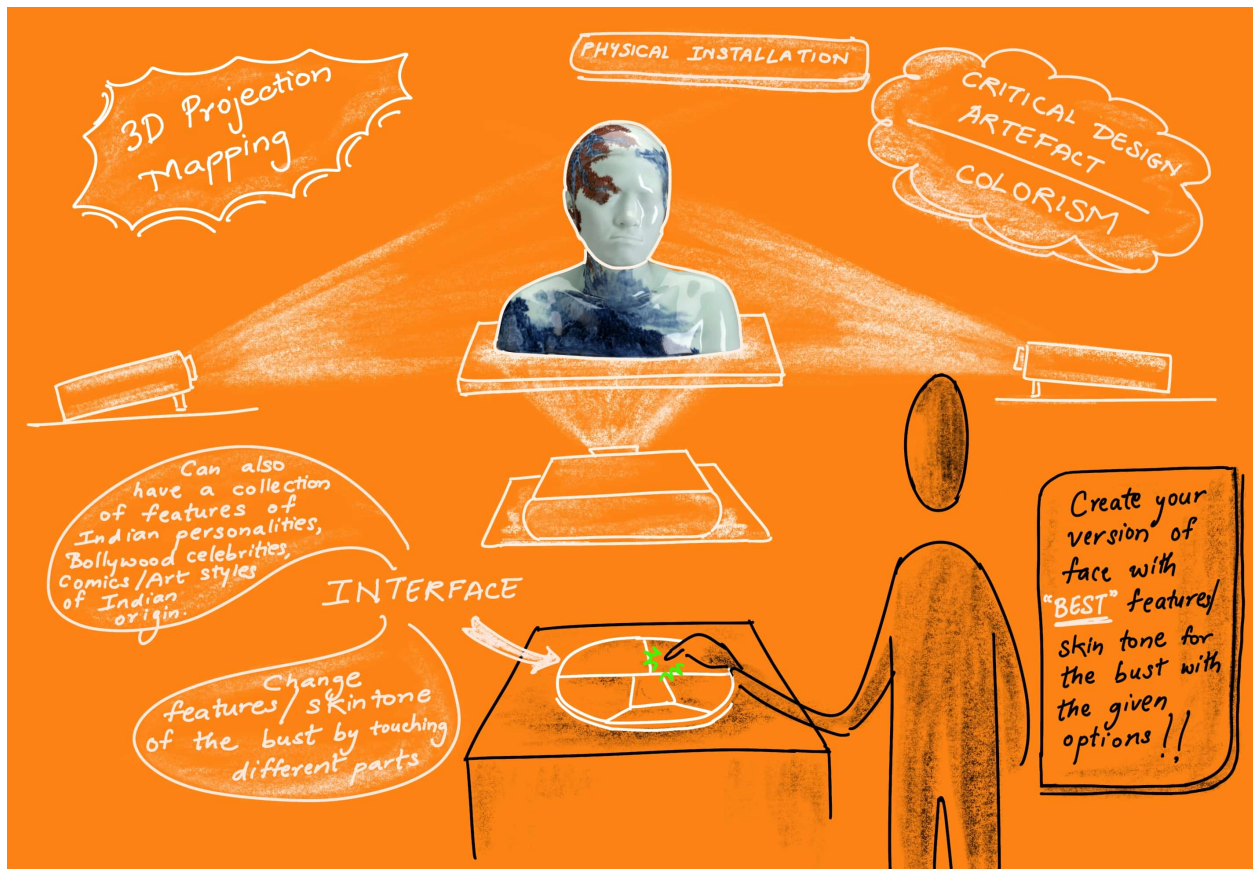 3D Projection
Mapping
PHYSICAL INSTALLATION
CRITICAL DESIGN
ARTEFACT
COLORISM
Can also
have a collection
of features of
Indian personalities,
Bollywood celebrities,
Comics/Art styles
of Indian
origin.
INTERFACE
Change
features/skintone
of the bust by touching
different parts
Create your
version of
face with
"BEST" features/
skin tone for
the bust with
the given
options!!